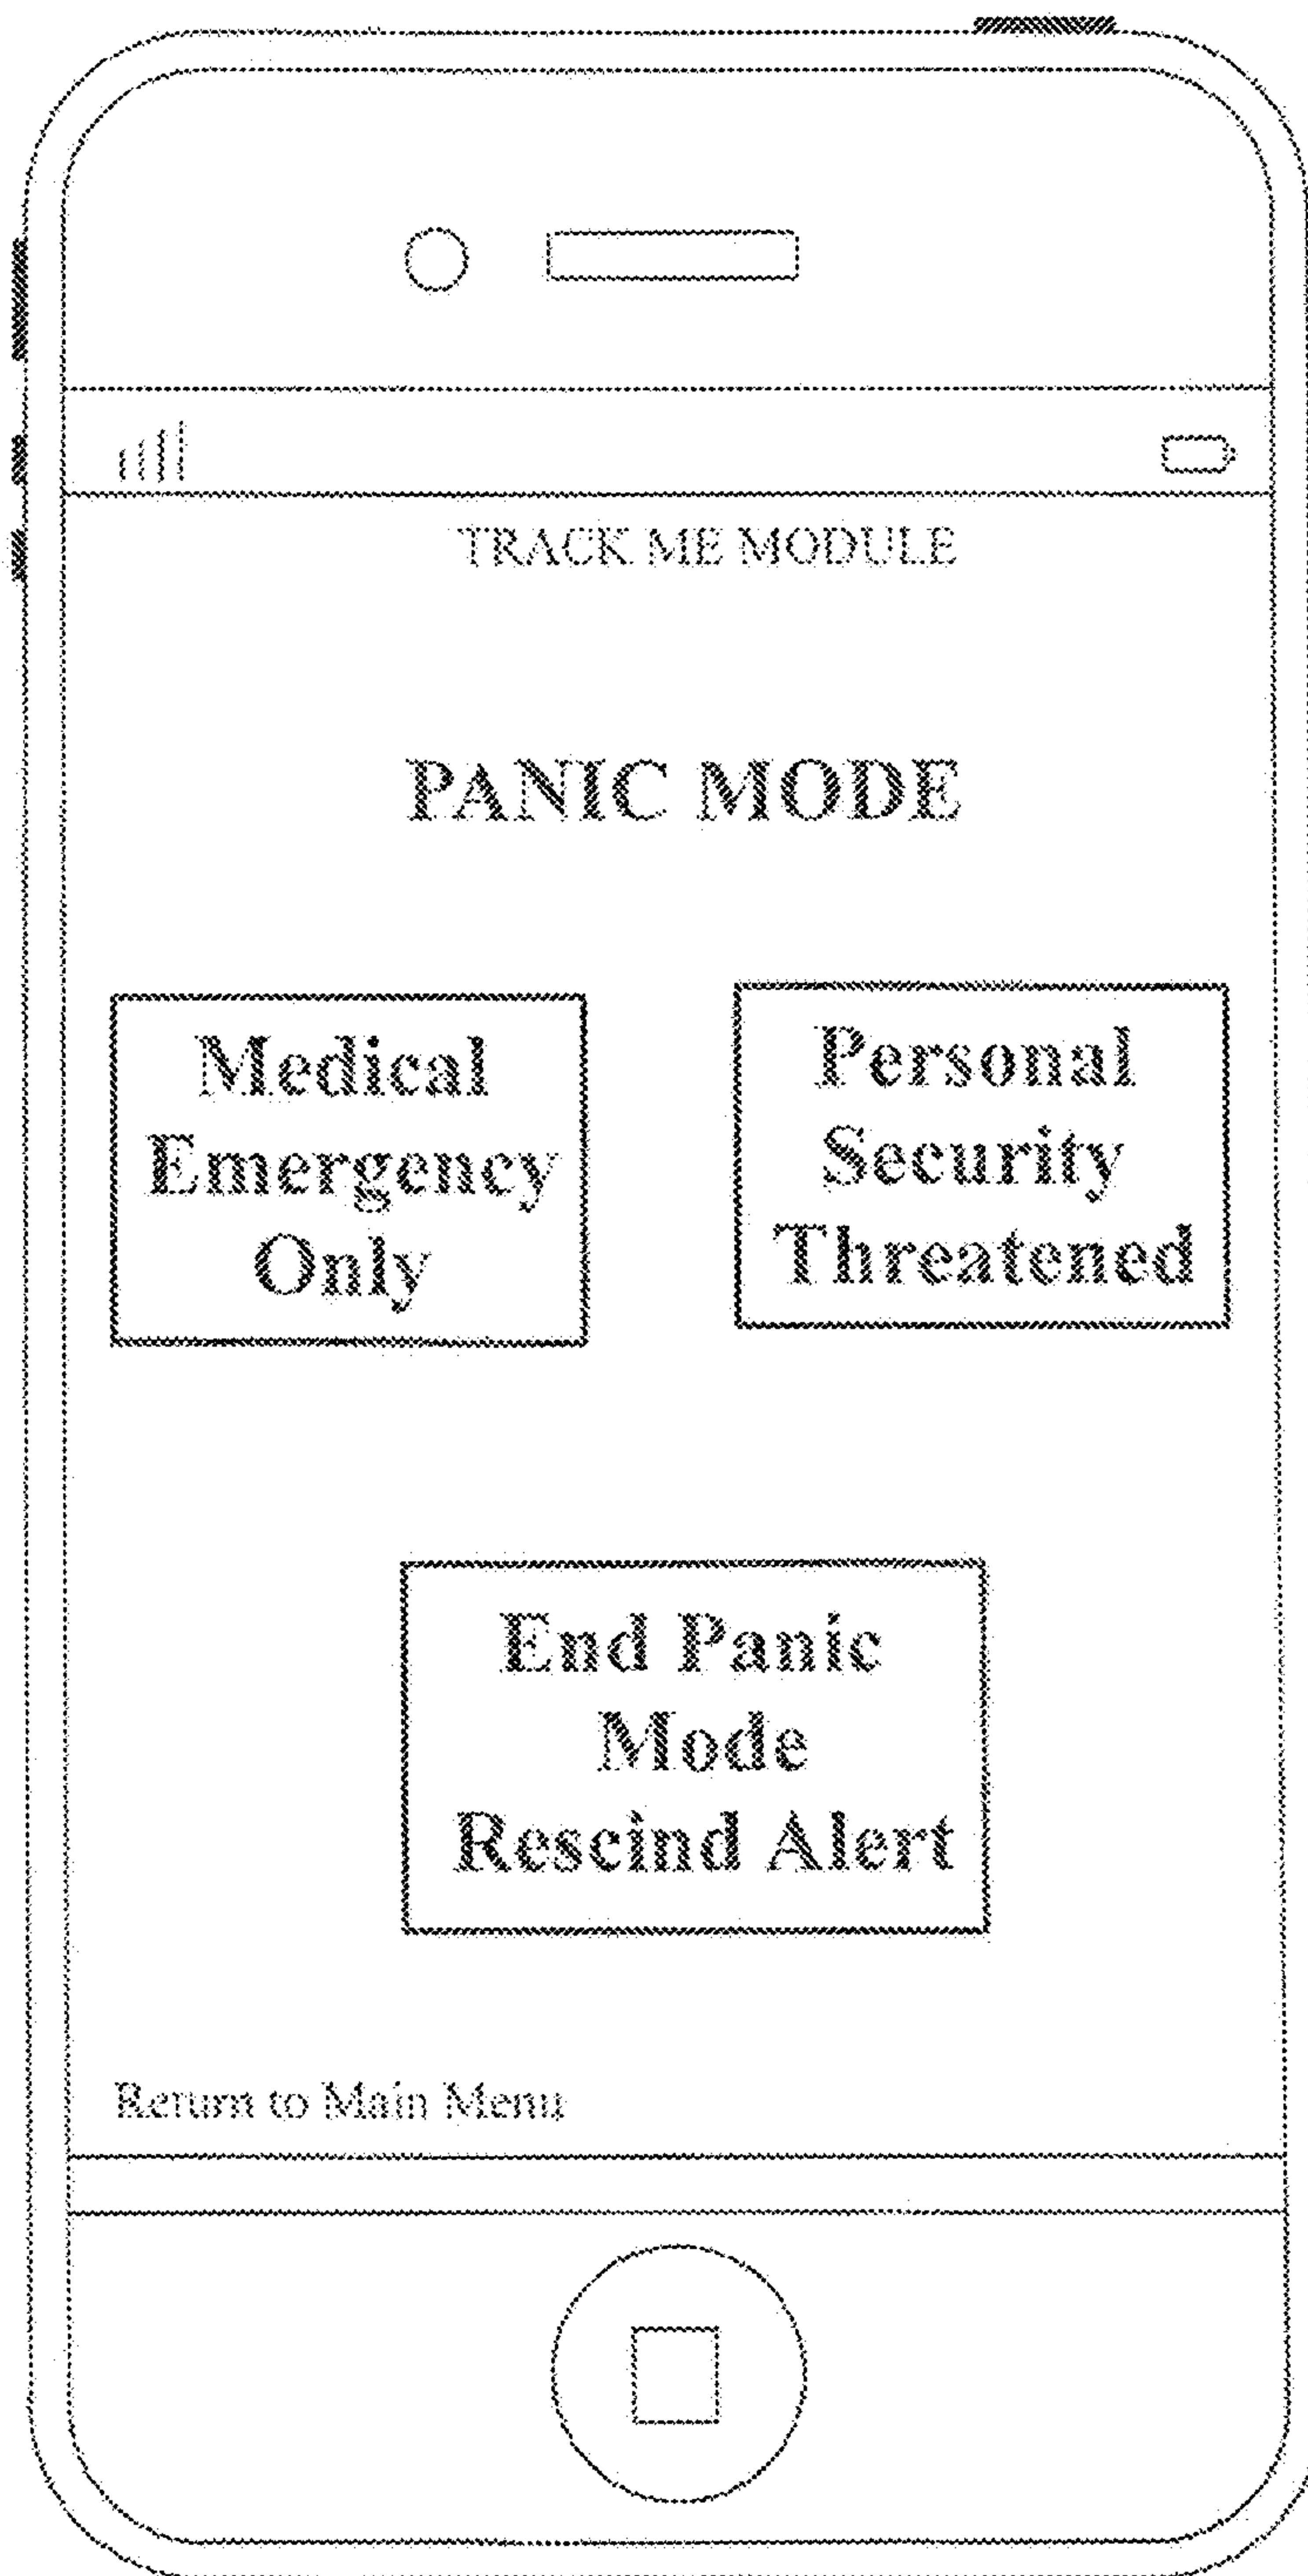 TRACK ME MODULE
PANIC MODE
Medical
Emergency
Only
Personal
Security
Threatened
End Panic
Mode
Rescind Alert
Return to Main Menu